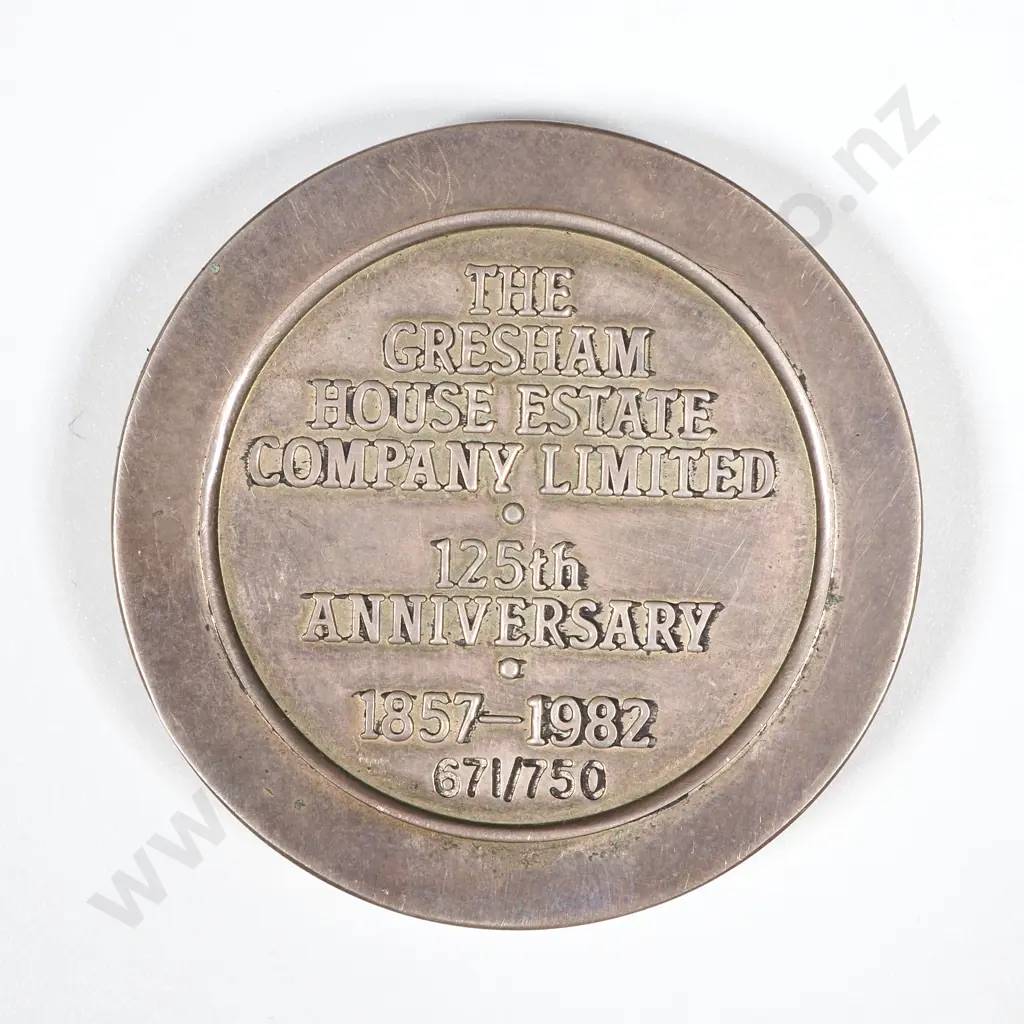 THE
GRESHAM
HOUSE ESTATE
COMPANY LIMITED
125th
ANNIVERSARY
1857–1982
671/750